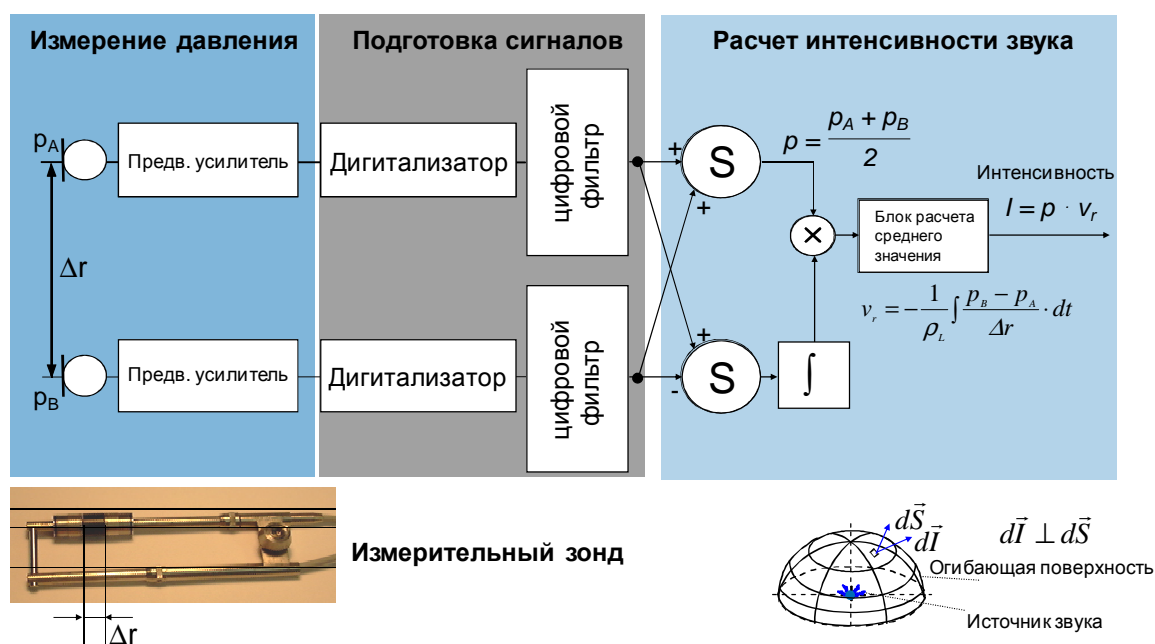 Измерение давления
Подготовка сигналов
Расчет интенсивности звука
p_A
Предв. усилитель
Дигитализатор
цифровой
фильтр
+
S
+
p = (p_A + p_B) / 2
Интенсивность
I = p · v_r
×
Блок расчета
среднего
значения
Δr
v_r = − 1/ρ_L ∫ (p_B − p_A)/Δr · dt
p_B
Предв. усилитель
Дигитализатор
цифровой
фильтр
+
S
-
∫
Измерительный зонд
Δr
dS⃗
dI⃗
dI⃗ ⊥ dS⃗
Огибающая поверхность
Источник звука